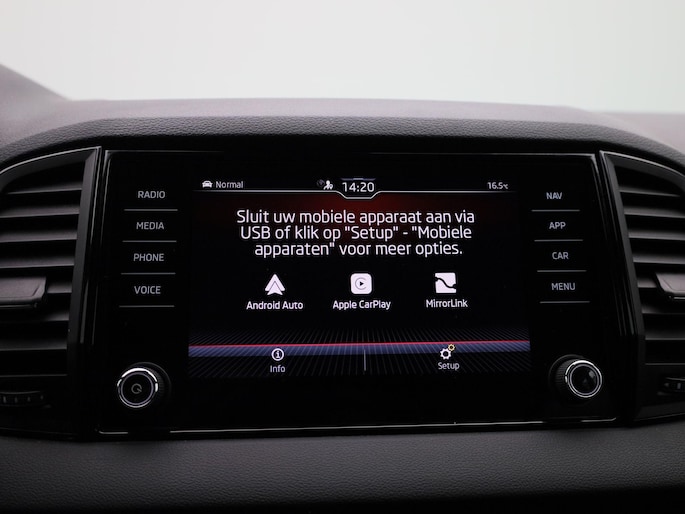 Normal 14:20 16.5°C
RADIO
MEDIA
PHONE
VOICE
NAV
APP
CAR
MENU
Sluit uw mobiele apparaat aan via
USB of klik op "Setup" - "Mobiele
apparaten" voor meer opties.
Android Auto Apple CarPlay MirrorLink
Info Setup